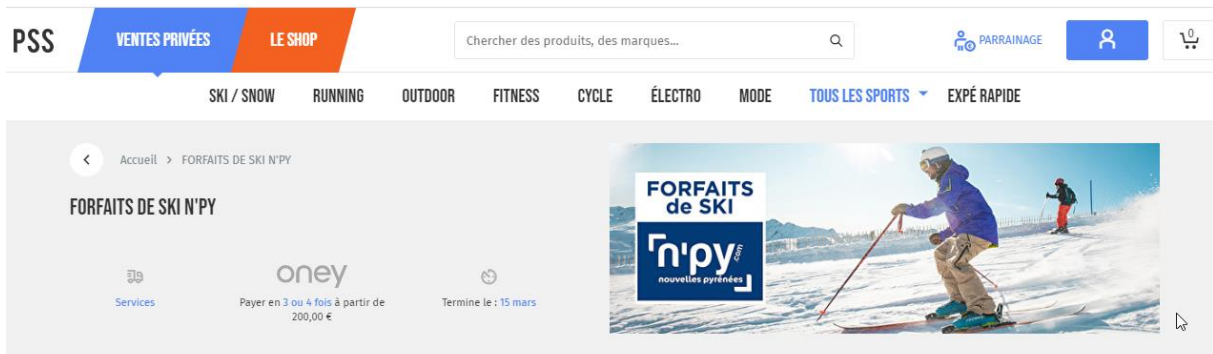 PSS
VENTES PRIVÉES
LE SHOP
Chercher des produits, des marques...
PARRAINAGE
0
SKI / SNOW
RUNNING
OUTDOOR
FITNESS
CYCLE
ÉLECTRO
MODE
TOUS LES SPORTS
EXPÉ RAPIDE
Accueil > FORFAITS DE SKI N'PY
FORFAITS DE SKI N'PY
Services
oney
Payer en 3 ou 4 fois à partir de
200,00 €
Termine le : 15 mars
FORFAITS
de SKI
n'py.com
nouvelles pyrénées